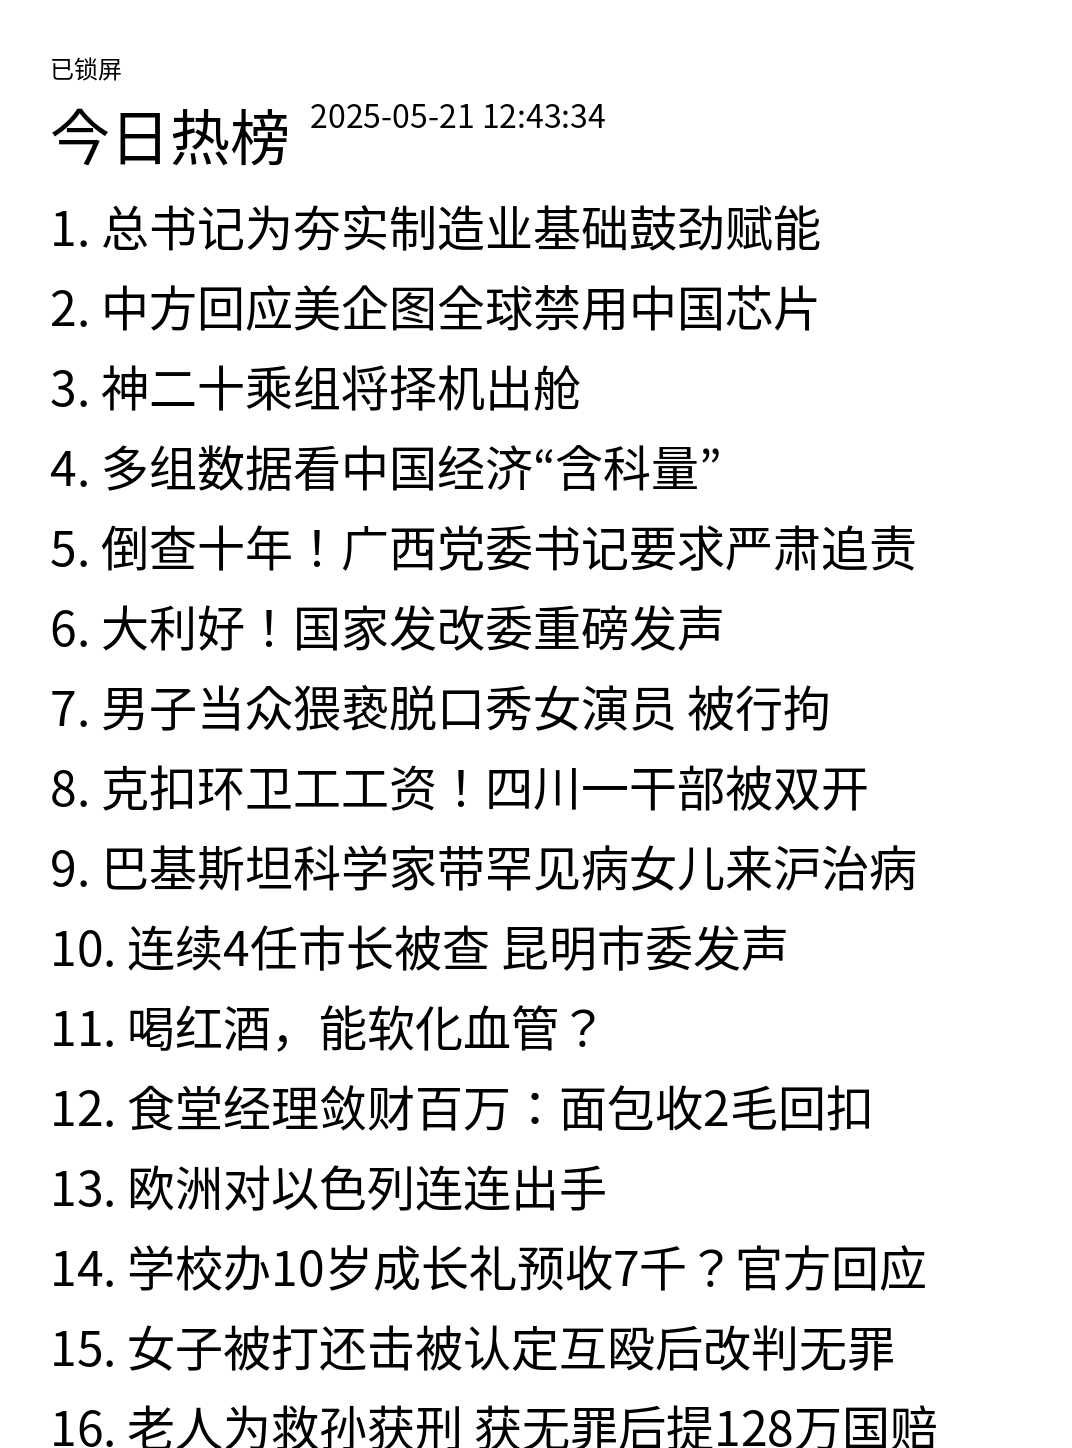 已锁屏
今日热榜 2025-05-21 12:43:34
1. 总书记为夯实制造业基础鼓劲赋能
2. 中方回应美企图全球禁用中国芯片
3. 神二十乘组将择机出舱
4. 多组数据看中国经济“含科量”
5. 倒查十年！广西党委书记要求严肃追责
6. 大利好！国家发改委重磅发声
7. 男子当众猥亵脱口秀女演员 被行拘
8. 克扣环卫工工资！四川一干部被双开
9. 巴基斯坦科学家带罕见病女儿来沪治病
10. 连续4任市长被查 昆明市委发声
11. 喝红酒，能软化血管？
12. 食堂经理敛财百万：面包收2毛回扣
13. 欧洲对以色列连连出手
14. 学校办10岁成长礼预收7千？官方回应
15. 女子被打还击被认定互殴后改判无罪
16. 老人为救孙获刑 获无罪后提128万国赔